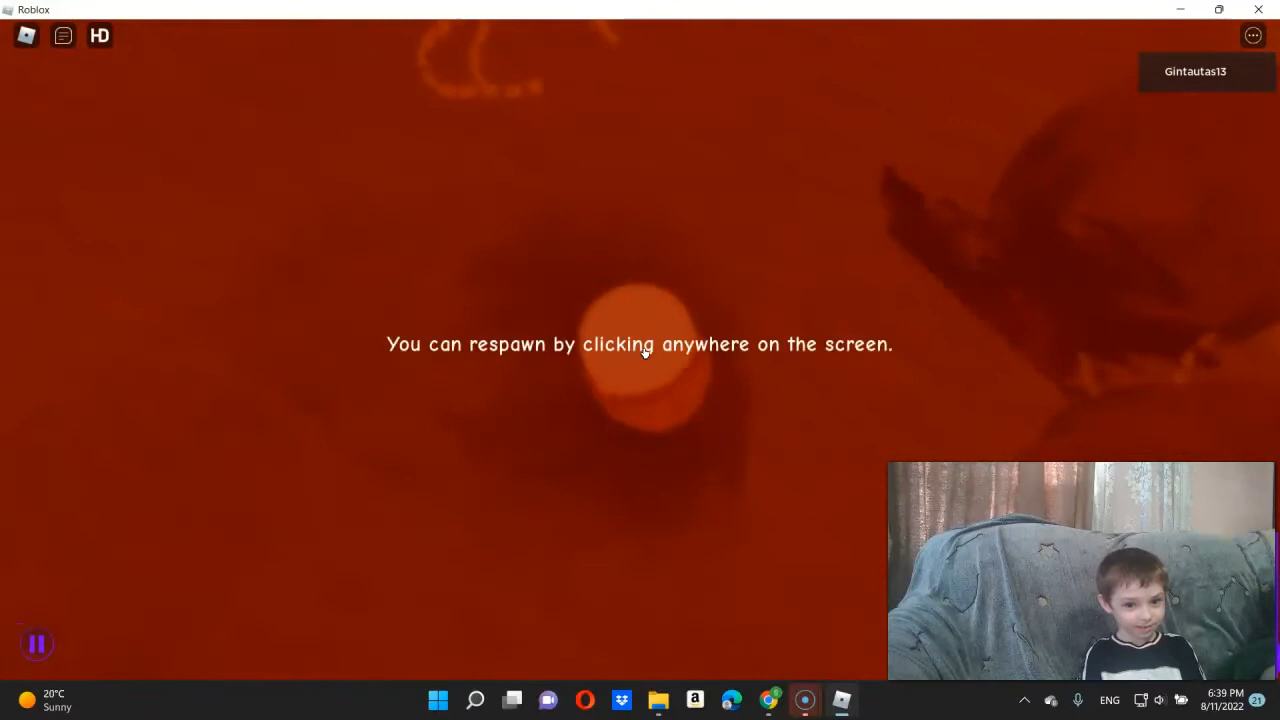 Roblox
HD
Gintautas13
You can respawn by clicking anywhere on the screen.
20°C
Sunny
ENG
6:39 PM
8/11/2022
21